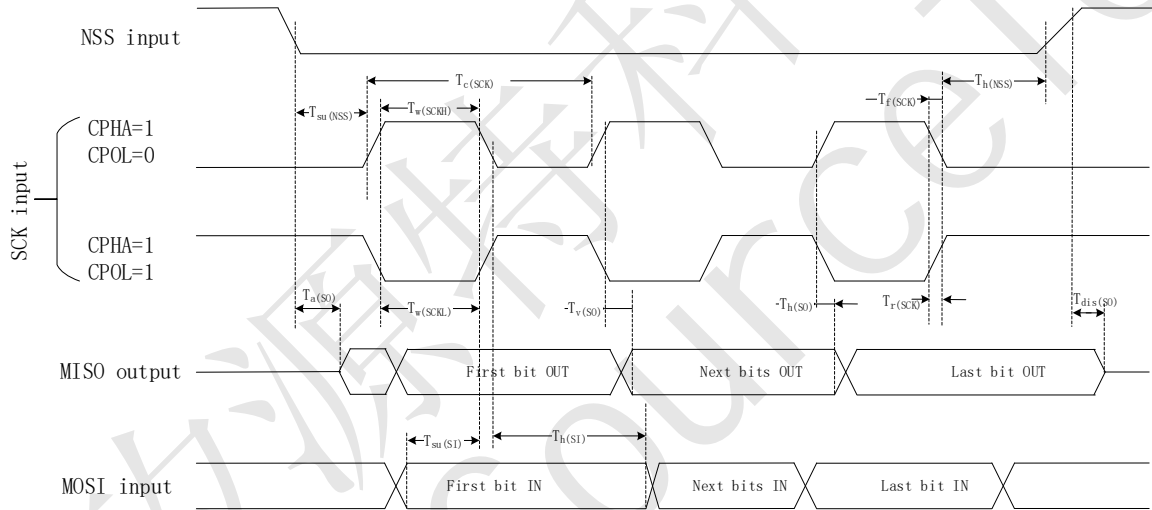 NSS input
Tc(SCK)
Tsu(NSS)
Tw(SCKH)
Tf(SCK)
Th(NSS)
SCK input
CPHA=1
CPOL=0
CPHA=1
CPOL=1
Ta(SO)
Tw(SCKL)
-Tv(SO)
-Th(SO)
Tr(SCK)
Tdis(SO)
MISO output
First bit OUT
Next bits OUT
Last bit OUT
Tsu(SI)
Th(SI)
MOSI input
First bit IN
Next bits IN
Last bit IN
源特科